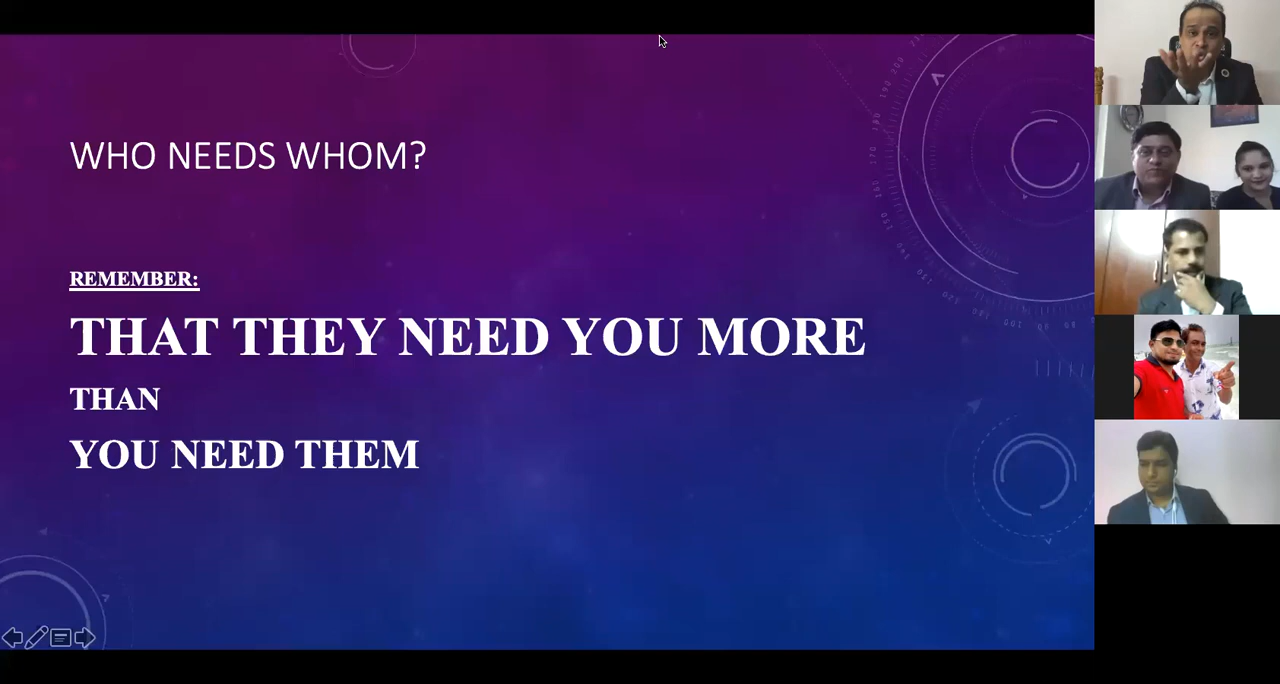 WHO NEEDS WHOM?
REMEMBER:
THAT THEY NEED YOU MORE
THAN
YOU NEED THEM